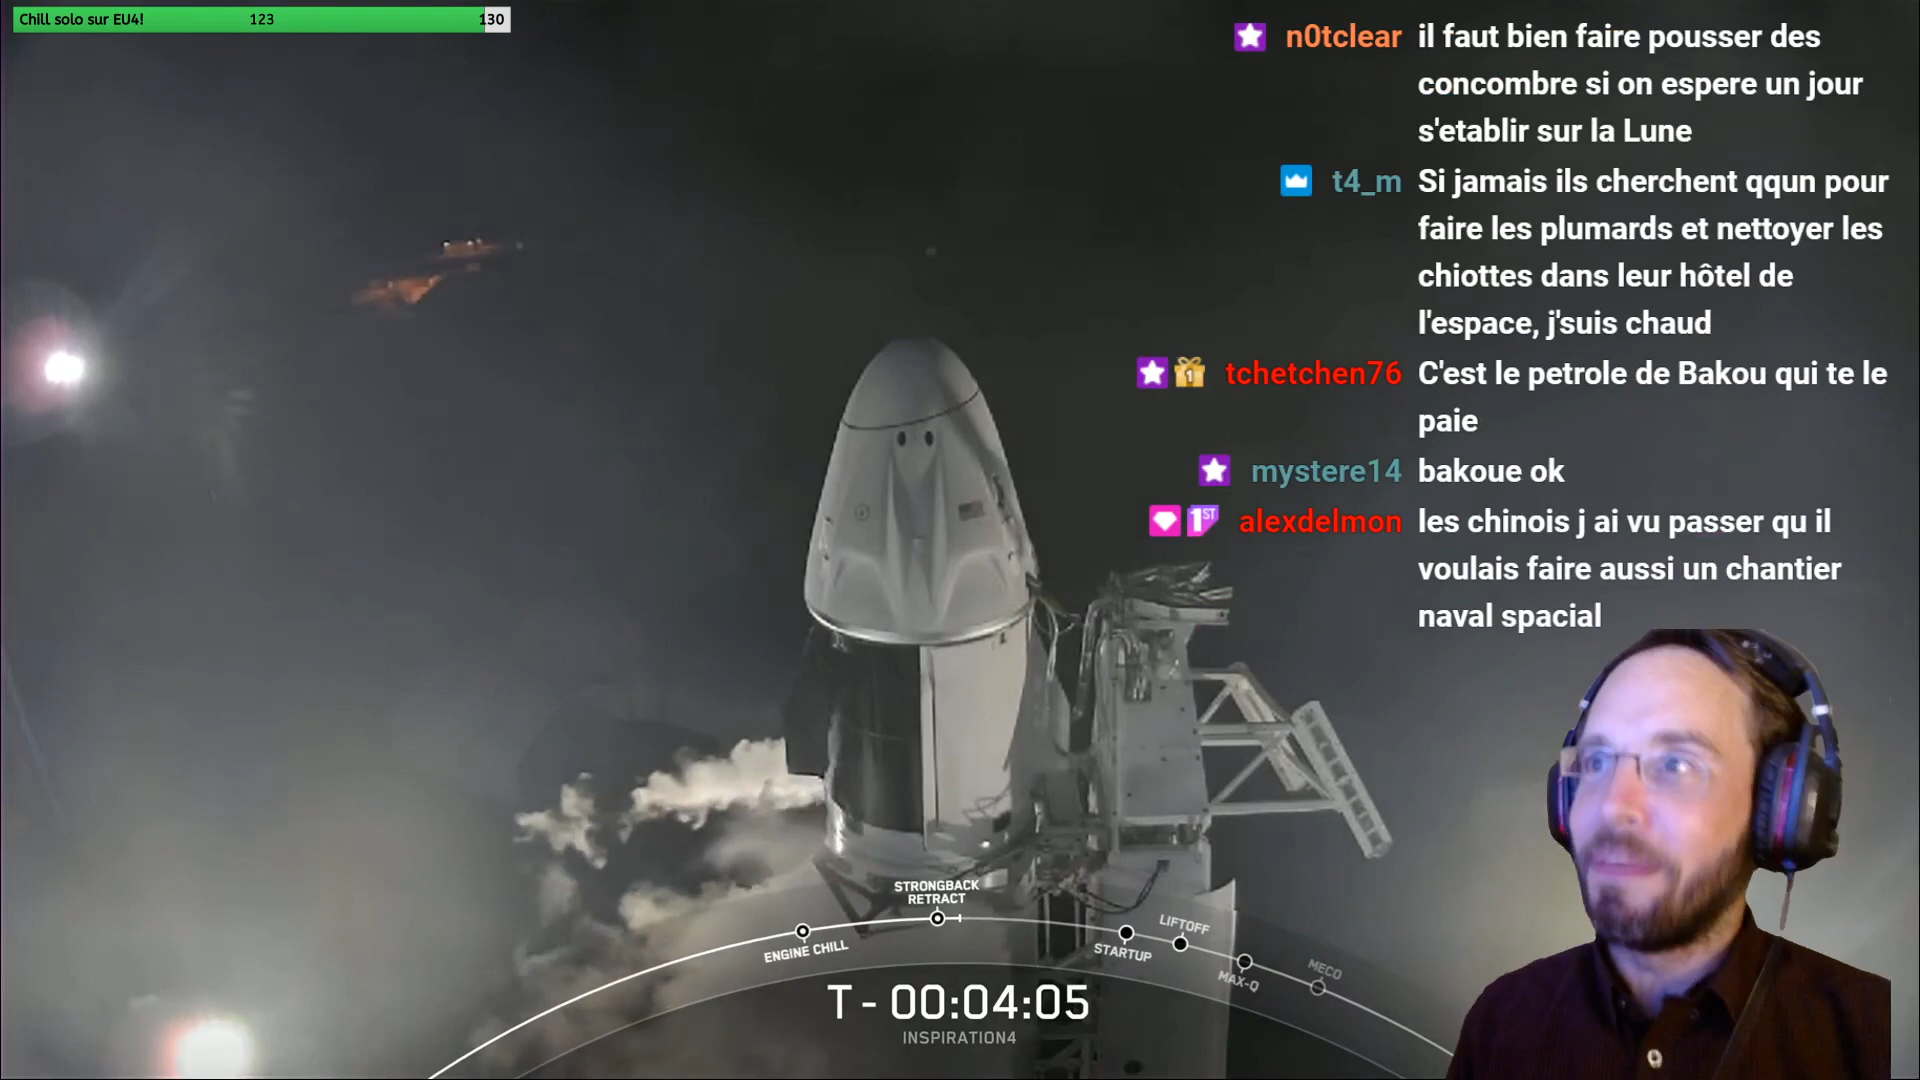 Chill solo sur EU4! 123 130
n0tclear il faut bien faire pousser des
concombre si on espere un jour
s'etablir sur la Lune
t4_m Si jamais ils cherchent qqun pour
faire les plumards et nettoyer les
chiottes dans leur hôtel de
l'espace, j'suis chaud
1 tchetchen76 C'est le petrole de Bakou qui te le
paie
mystere14 bakoue ok
1ST alexdelmon les chinois j ai vu passer qu il
voulais faire aussi un chantier
naval spacial
ENGINE CHILL
STRONGBACK
RETRACT
STARTUP
LIFTOFF
MAX-Q
MECO
T - 00:04:05
INSPIRATION4